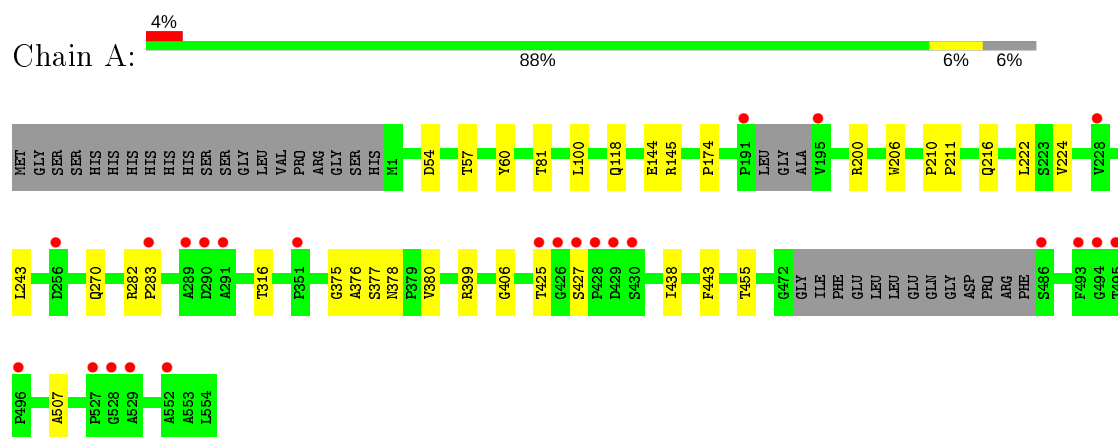 4%
Chain A:
88% 6% 6%
MET GLY SER SER HIS HIS HIS HIS HIS HIS SER SER GLY LEU VAL PRO ARG GLY SER HIS M1 D54 T57 Y60 T81 L100 Q118 E144 R145 P174 P191 LEU GLY ALA V195 R200 W206 P210 P211 Q216 L222 S223 V224 V228
L243 D256 Q270 R282 P283 A289 D290 A291 T316 P351 G375 A376 S377 N378 P379 V380 R399 G406 T425 G426 S427 P428 D429 S430 I438 F443 T455 G472 GLY ILE PHE GLU LEU LEU GLU GLN GLY ASP PRO ARG PHE S486 F493 G494 T495
P496 A507 P527 G528 A529 A552 A553 L554